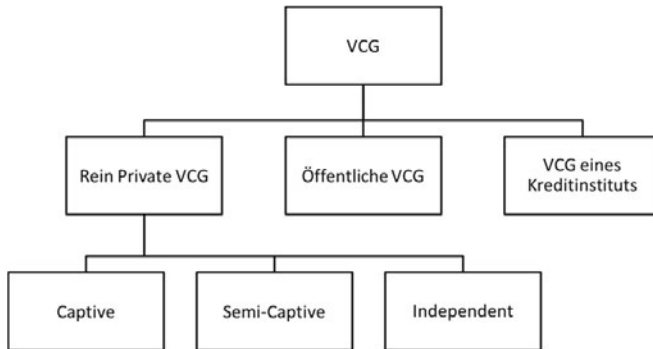 VCG
Rein Private VCG
Öffentliche VCG
VCG eines
Kreditinstituts
Captive
Semi-Captive
Independent